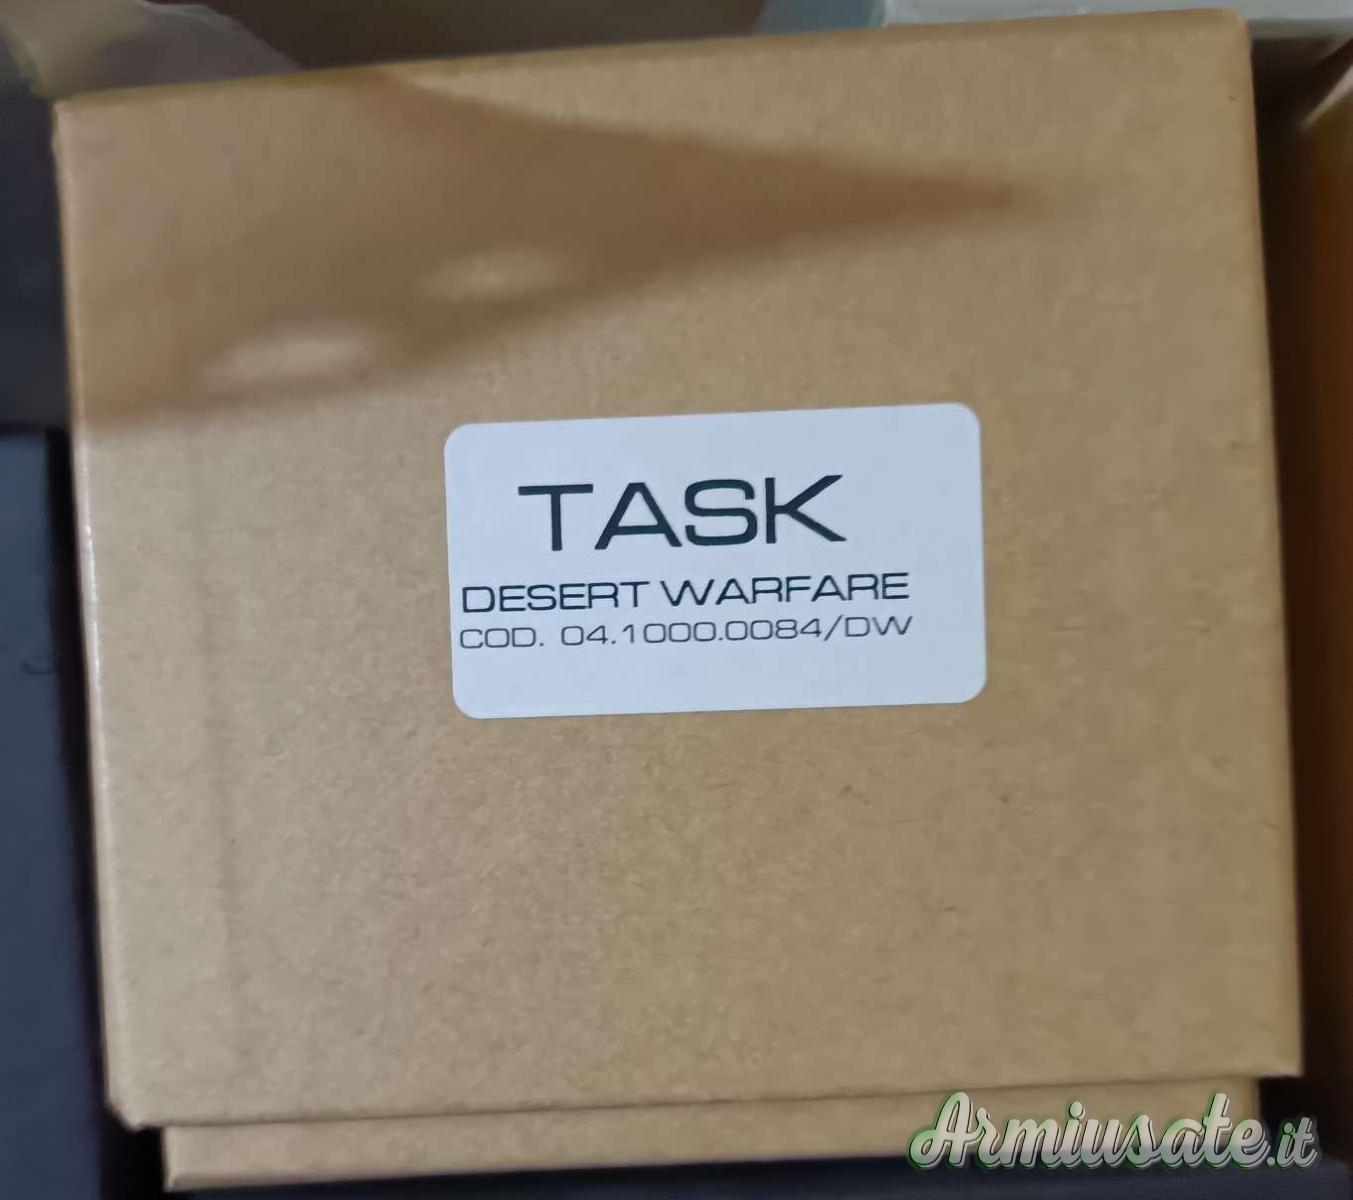 TASK
DESERT WARFARE
COD. 04.1000.0084/DW
Armiusate.it